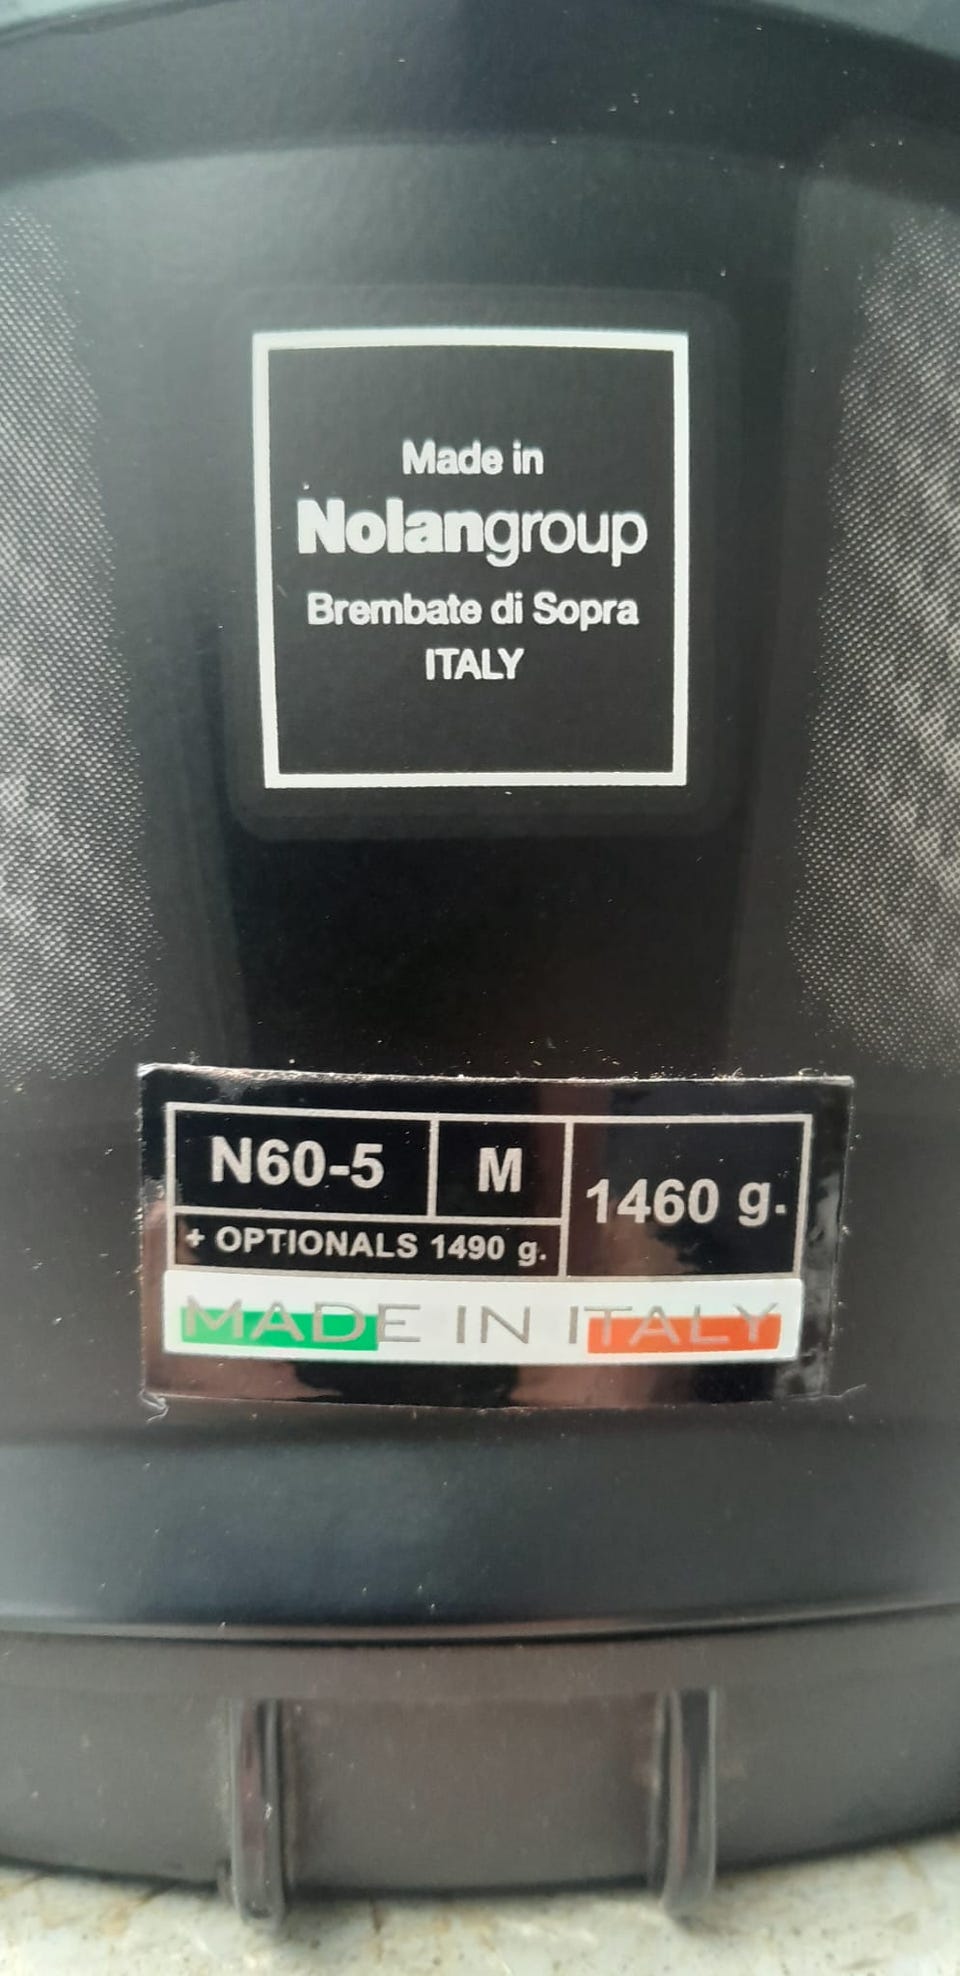 Made in
Nolangroup
Brembate di Sopra
ITALY
N60-5 M 1460 g.
+ OPTIONALS 1490 g.
MADE IN ITALY